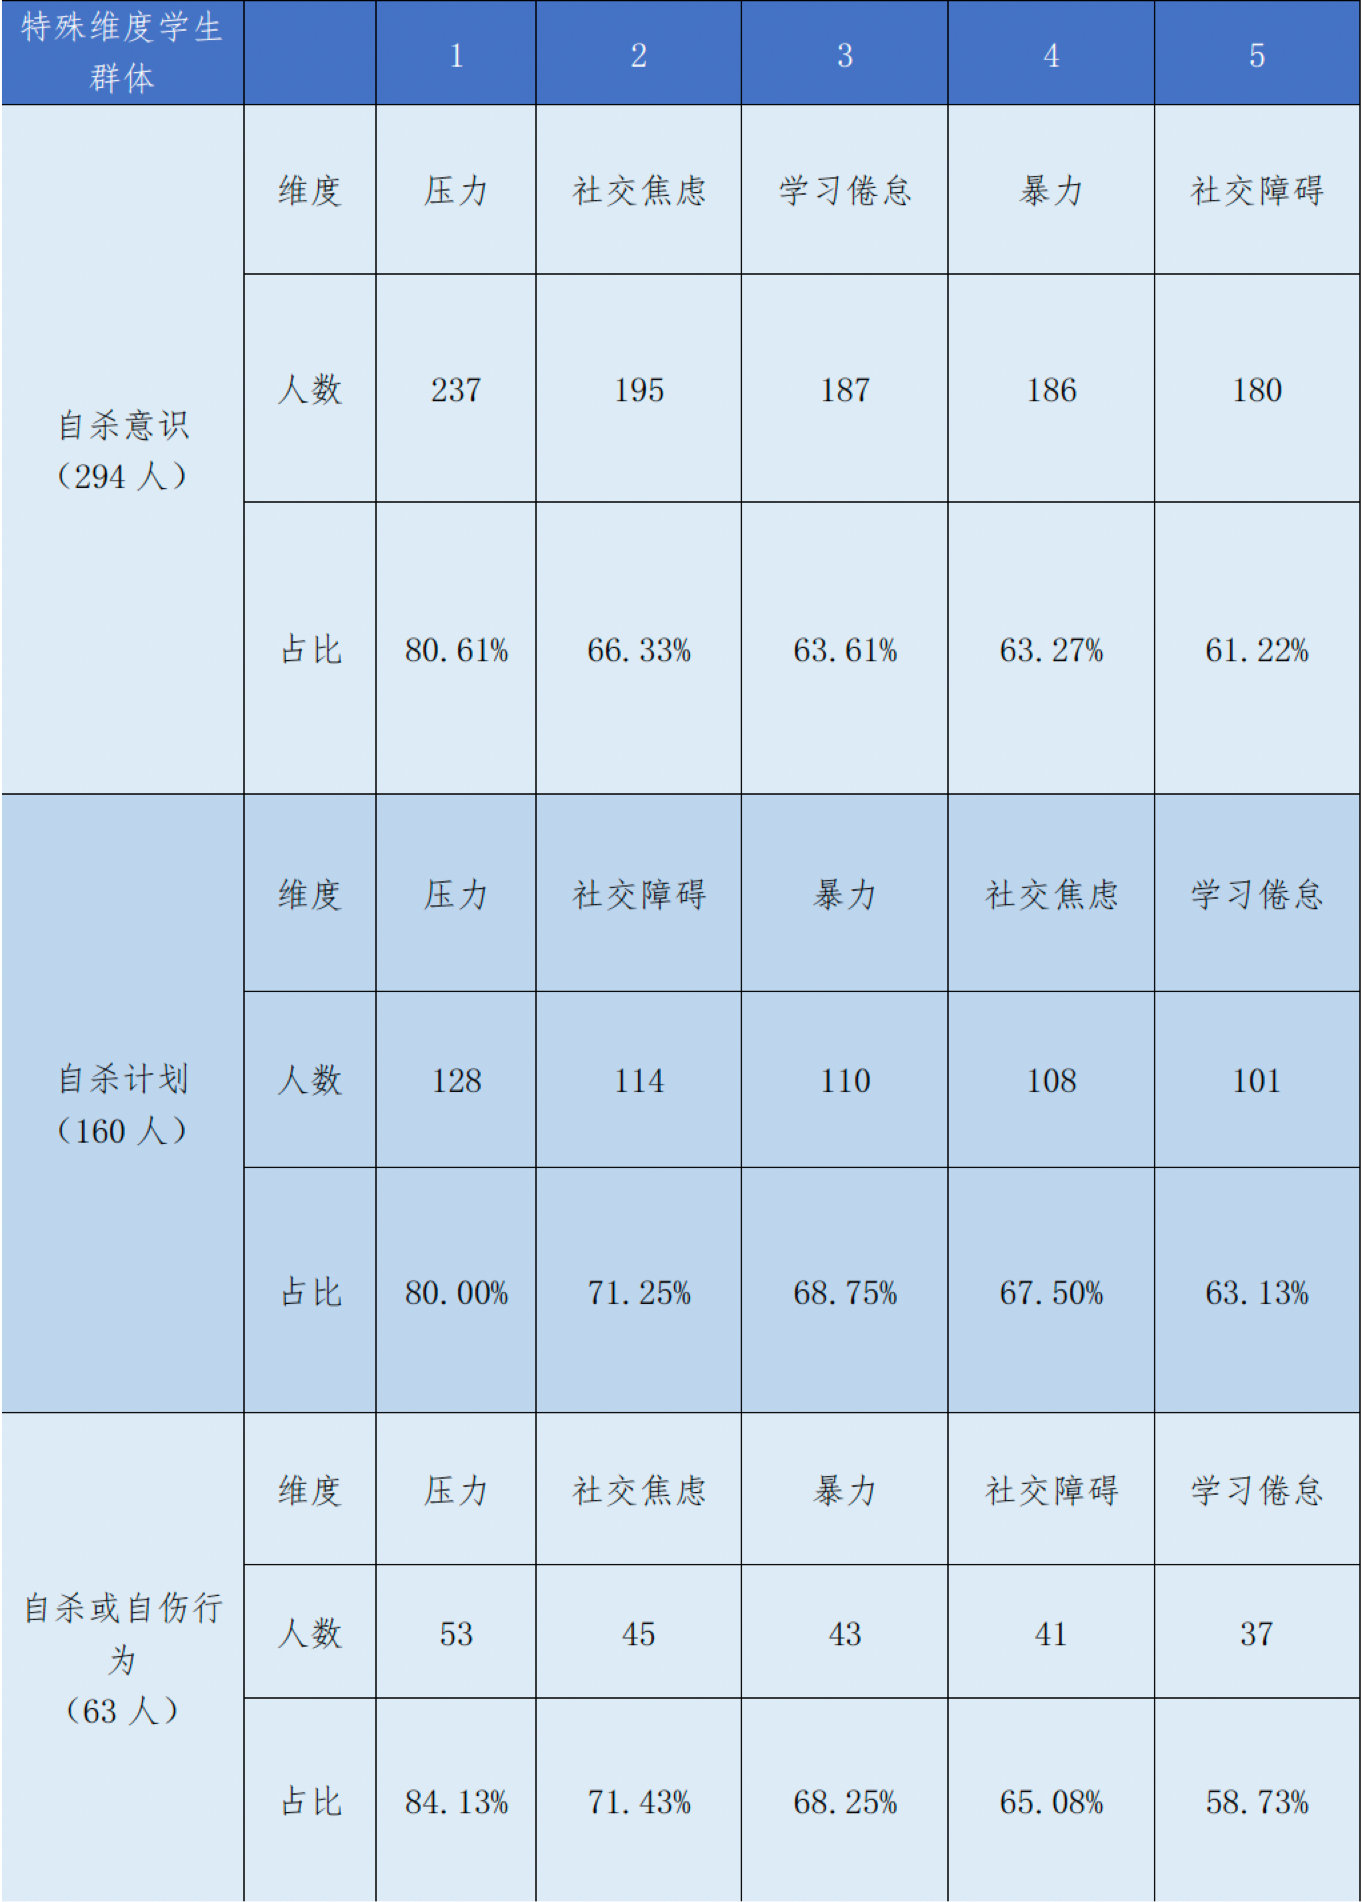 特殊维度学生
群体
1
2
3
4
5
自杀意识
（294 人）
维度
压力
社交焦虑
学习倦怠
暴力
社交障碍
人数
237
195
187
186
180
占比
80.61%
66.33%
63.61%
63.27%
61.22%
自杀计划
（160 人）
维度
压力
社交障碍
暴力
社交焦虑
学习倦怠
人数
128
114
110
108
101
占比
80.00%
71.25%
68.75%
67.50%
63.13%
自杀或自伤行
为
（63 人）
维度
压力
社交焦虑
暴力
社交障碍
学习倦怠
人数
53
45
43
41
37
占比
84.13%
71.43%
68.25%
65.08%
58.73%